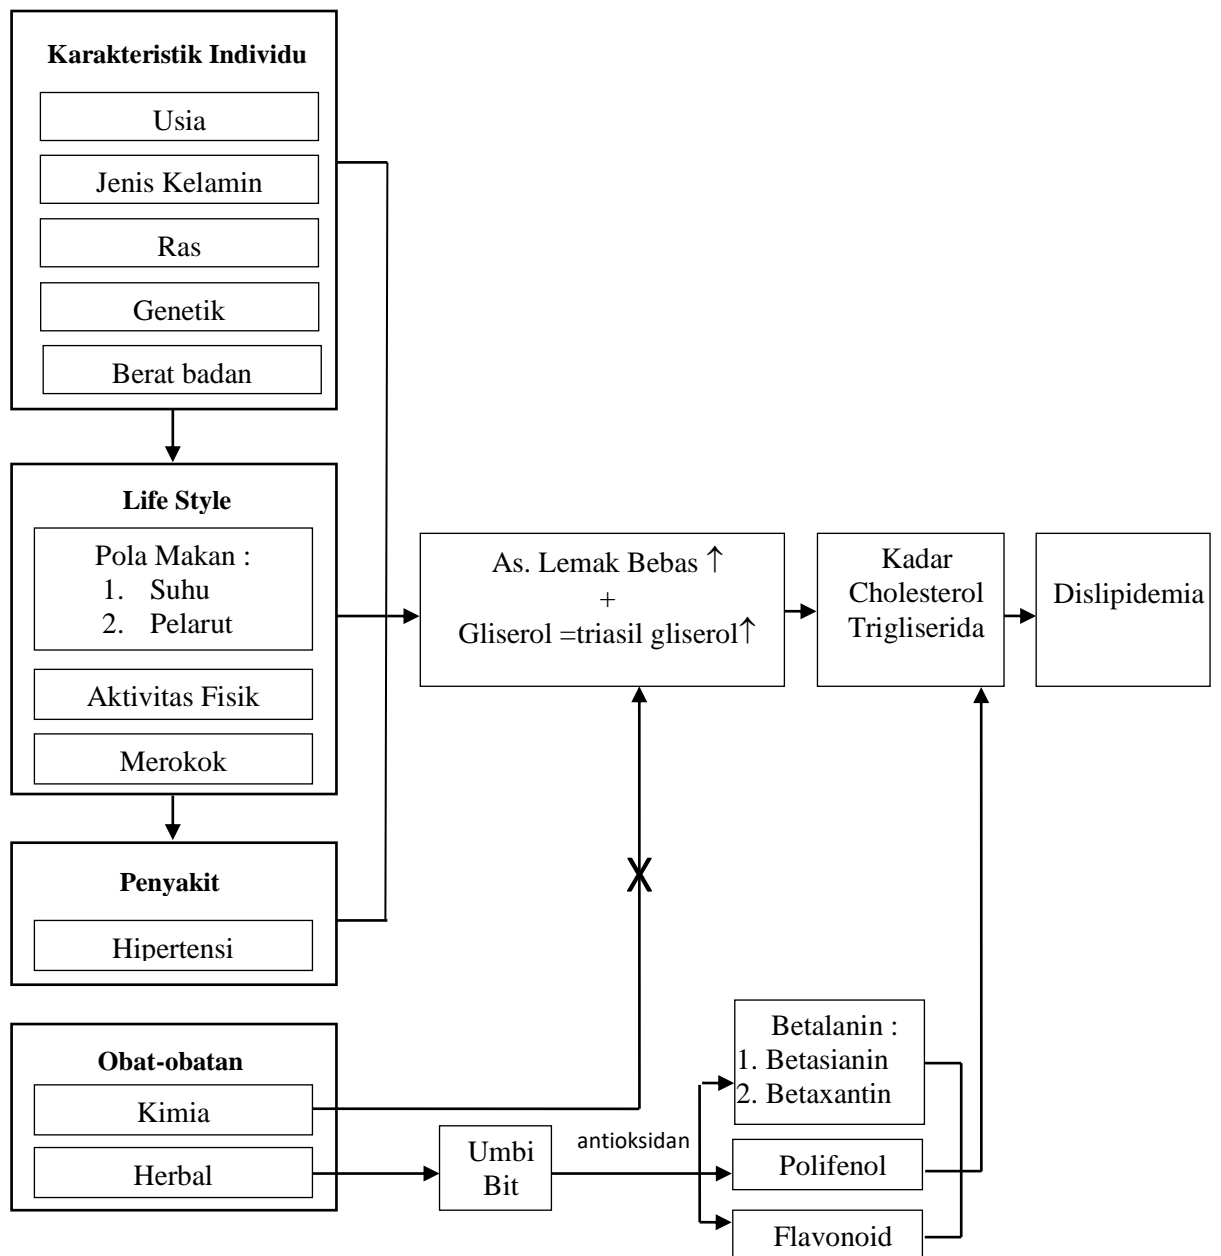 Karakteristik Individu
Usia
Jenis Kelamin
Ras
Genetik
Berat badan
Life Style
Pola Makan :
1. Suhu
2. Pelarut
Aktivitas Fisik
Merokok
Penyakit
Hipertensi
Obat-obatan
Kimia
Herbal
As. Lemak Bebas ↑
+
Gliserol =triasil gliserol↑
Kadar
Cholesterol
Trigliserida
Dislipidemia
X
Umbi
Bit
antioksidan
Betalanin :
1. Betasianin
2. Betaxantin
Polifenol
Flavonoid